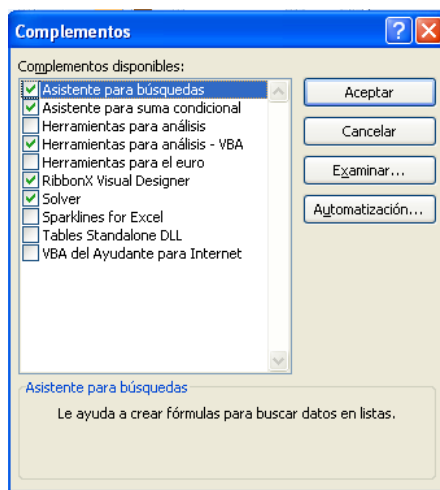 Complementos
Complementos disponibles:
Asistente para búsquedas
Asistente para suma condicional
Herramientas para análisis
Herramientas para análisis - VBA
Herramientas para el euro
RibbonX Visual Designer
Solver
Sparklines for Excel
Tables Standalone DLL
VBA del Ayudante para Internet
Aceptar
Cancelar
Examinar...
Automatización...
Asistente para búsquedas
Le ayuda a crear fórmulas para buscar datos en listas.